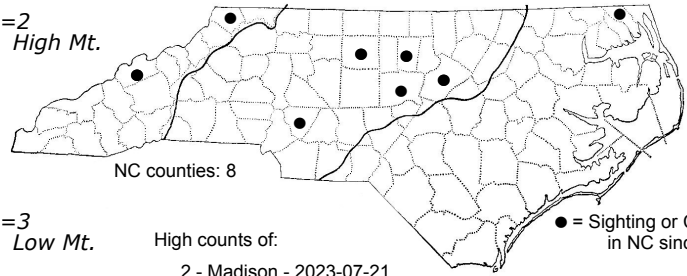 =2
High Mt.
NC counties: 8
=3
Low Mt.
High counts of:
2 - Madison - 2023-07-21
● = Sighting or
in NC sinc